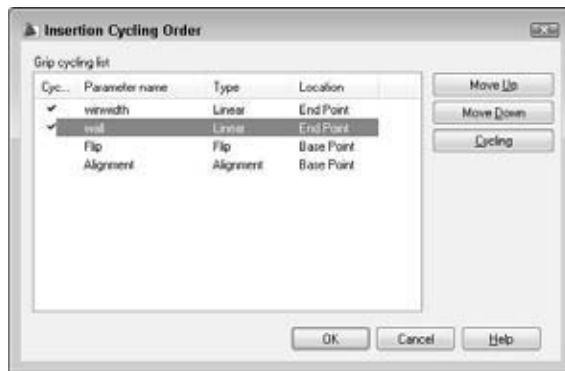 Insertion Cycling Order
Grip cycling list
Cyc... Parameter name Type Location
winwidth Linear End Point
wall Linear End Point
Flip Flip Base Point
Alignment Alignment Base Point
Move Up
Move Down
Cycling
OK Cancel Help